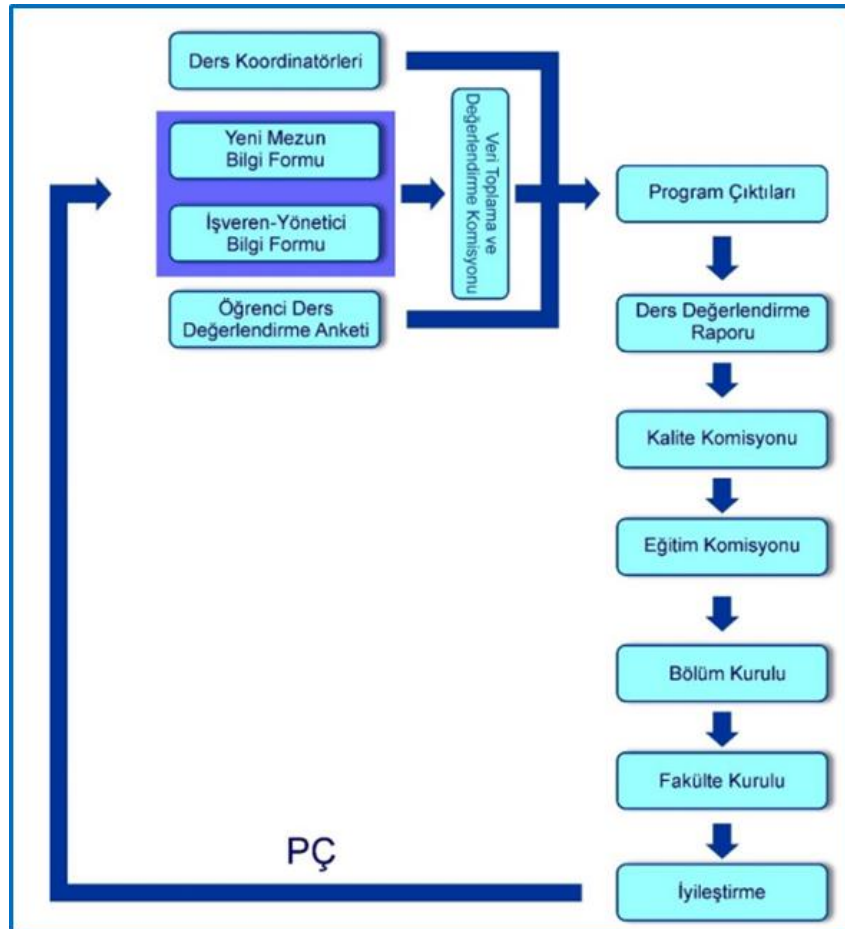 Ders Koordinatörleri
Yeni Mezun
Bilgi Formu
İşveren-Yönetici
Bilgi Formu
Öğrenci Ders
Değerlendirme Anketi
Veri Toplama ve
Değerlendirme Komisyonu
Program Çıktıları
Ders Değerlendirme
Raporu
Kalite Komisyonu
Eğitim Komisyonu
Bölüm Kurulu
Fakülte Kurulu
İyileştirme
PÇ